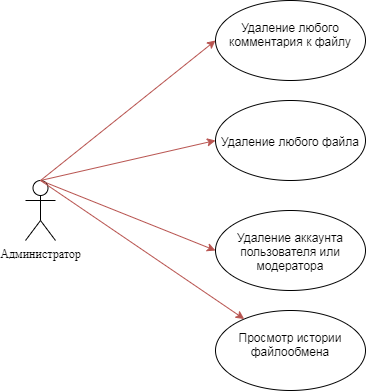 Удаление любого
комментария к файлу
Удаление любого файла
Администратор
Удаление аккаунта
пользователя или
модератора
Просмотр истории
файлообмена